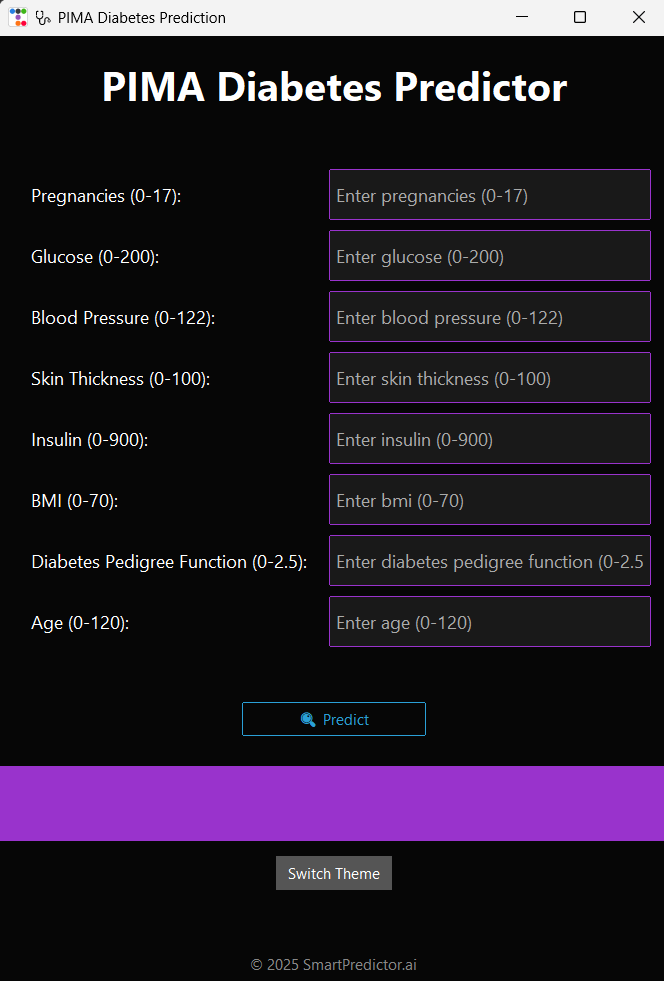 PIMA Diabetes Prediction
PIMA Diabetes Predictor
Pregnancies (0-17): Enter pregnancies (0-17)
Glucose (0-200): Enter glucose (0-200)
Blood Pressure (0-122): Enter blood pressure (0-122)
Skin Thickness (0-100): Enter skin thickness (0-100)
Insulin (0-900): Enter insulin (0-900)
BMI (0-70): Enter bmi (0-70)
Diabetes Pedigree Function (0-2.5): Enter diabetes pedigree function (0-2.5
Age (0-120): Enter age (0-120)
Predict
Switch Theme
© 2025 SmartPredictor.ai